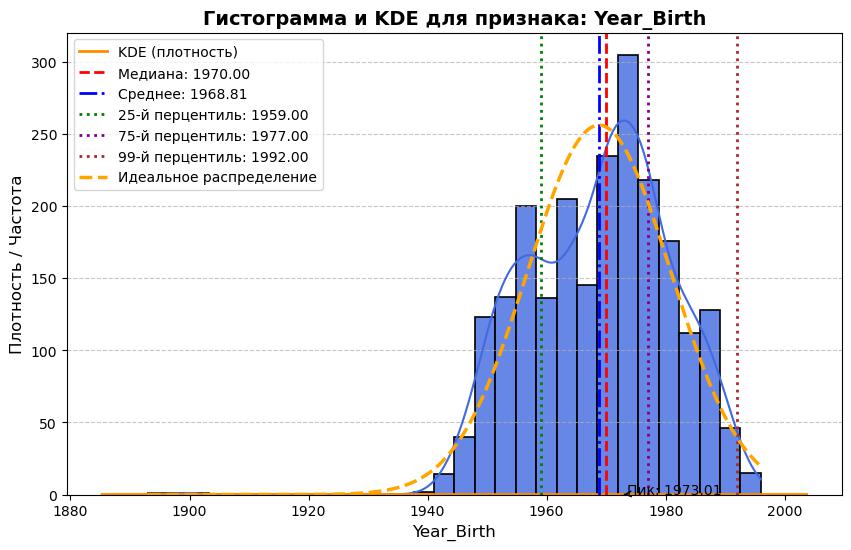 Гистограмма и KDE для признака: Year_Birth
KDE (плотность)
Медиана: 1970.00
Среднее: 1968.81
25-й перцентиль: 1959.00
75-й перцентиль: 1977.00
99-й перцентиль: 1992.00
Идеальное распределение
Плотность / Частота
300
250
200
150
100
50
0
Пик: 1973.01
1880 1900 1920 1940 1960 1980 2000
Year_Birth